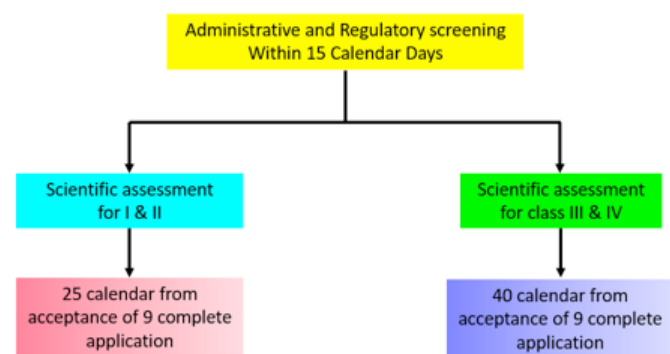 Administrative and Regulatory screening
Within 15 Calendar Days
Scientific assessment
for I & II
Scientific assessment
for class III & IV
25 calendar from
acceptance of 9 complete
application
40 calendar from
acceptance of 9 complete
application